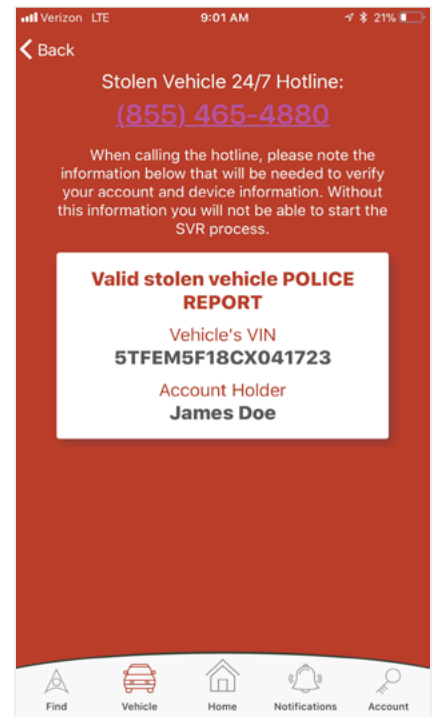 Verizon LTE 9:01 AM 21%
Back
Stolen Vehicle 24/7 Hotline:
(855) 465-4880
When calling the hotline, please note the
information below that will be needed to verify
your account and device information. Without
this information you will not be able to start the
SVR process.
Valid stolen vehicle POLICE
REPORT
Vehicle's VIN
5TFEM5F18CX041723
Account Holder
James Doe
Find Vehicle Home Notifications Account